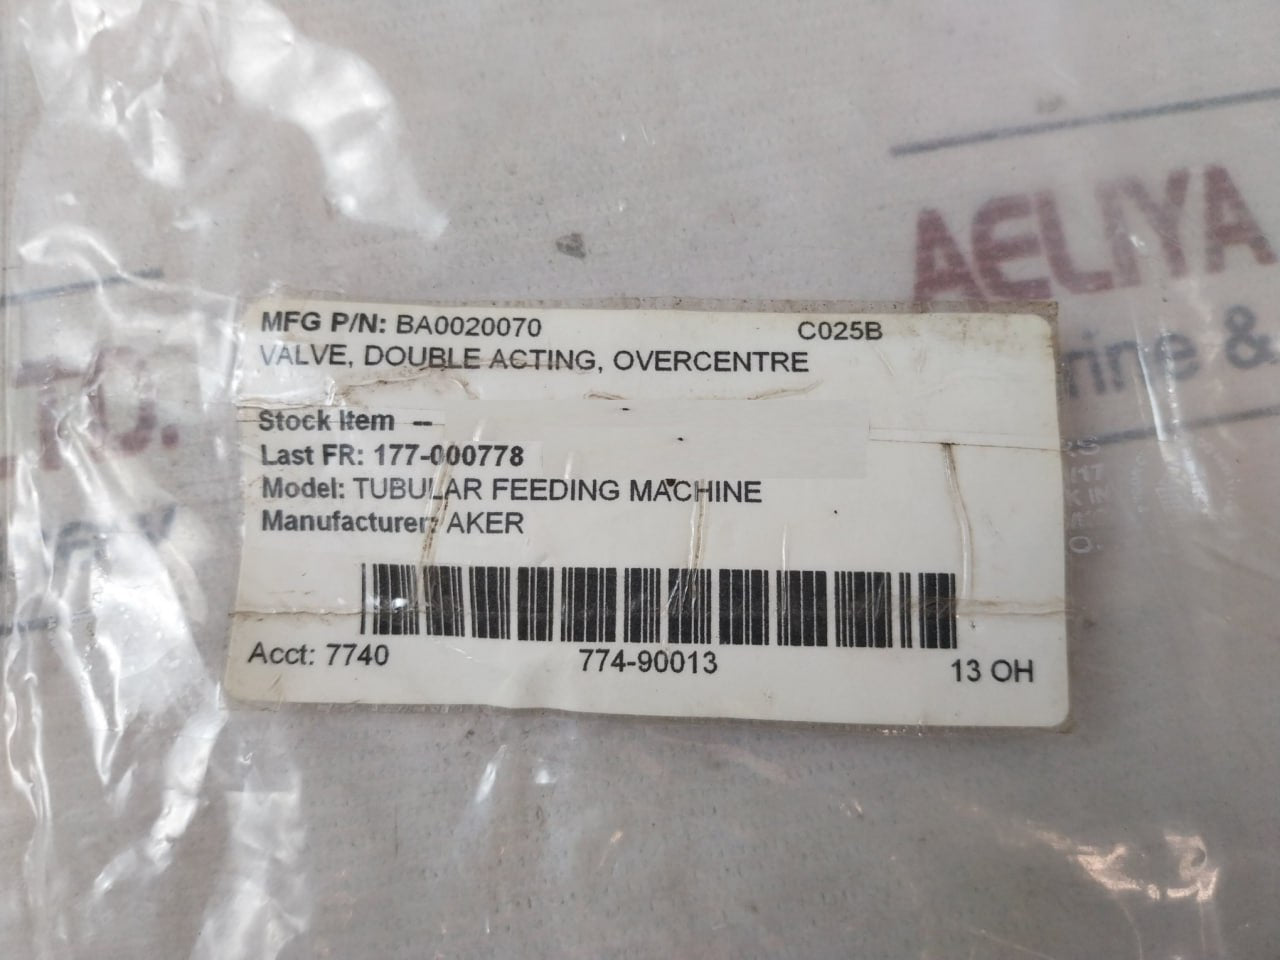 AELIYA
rine &
MFG P/N: BA0020070 C025B
VALVE, DOUBLE ACTING, OVERCENTRE
Stock Item --
Last FR: 177-000778
Model: TUBULAR FEEDING MACHINE
Manufacturer: AKER
Acct: 7740 774-90013 13 OH